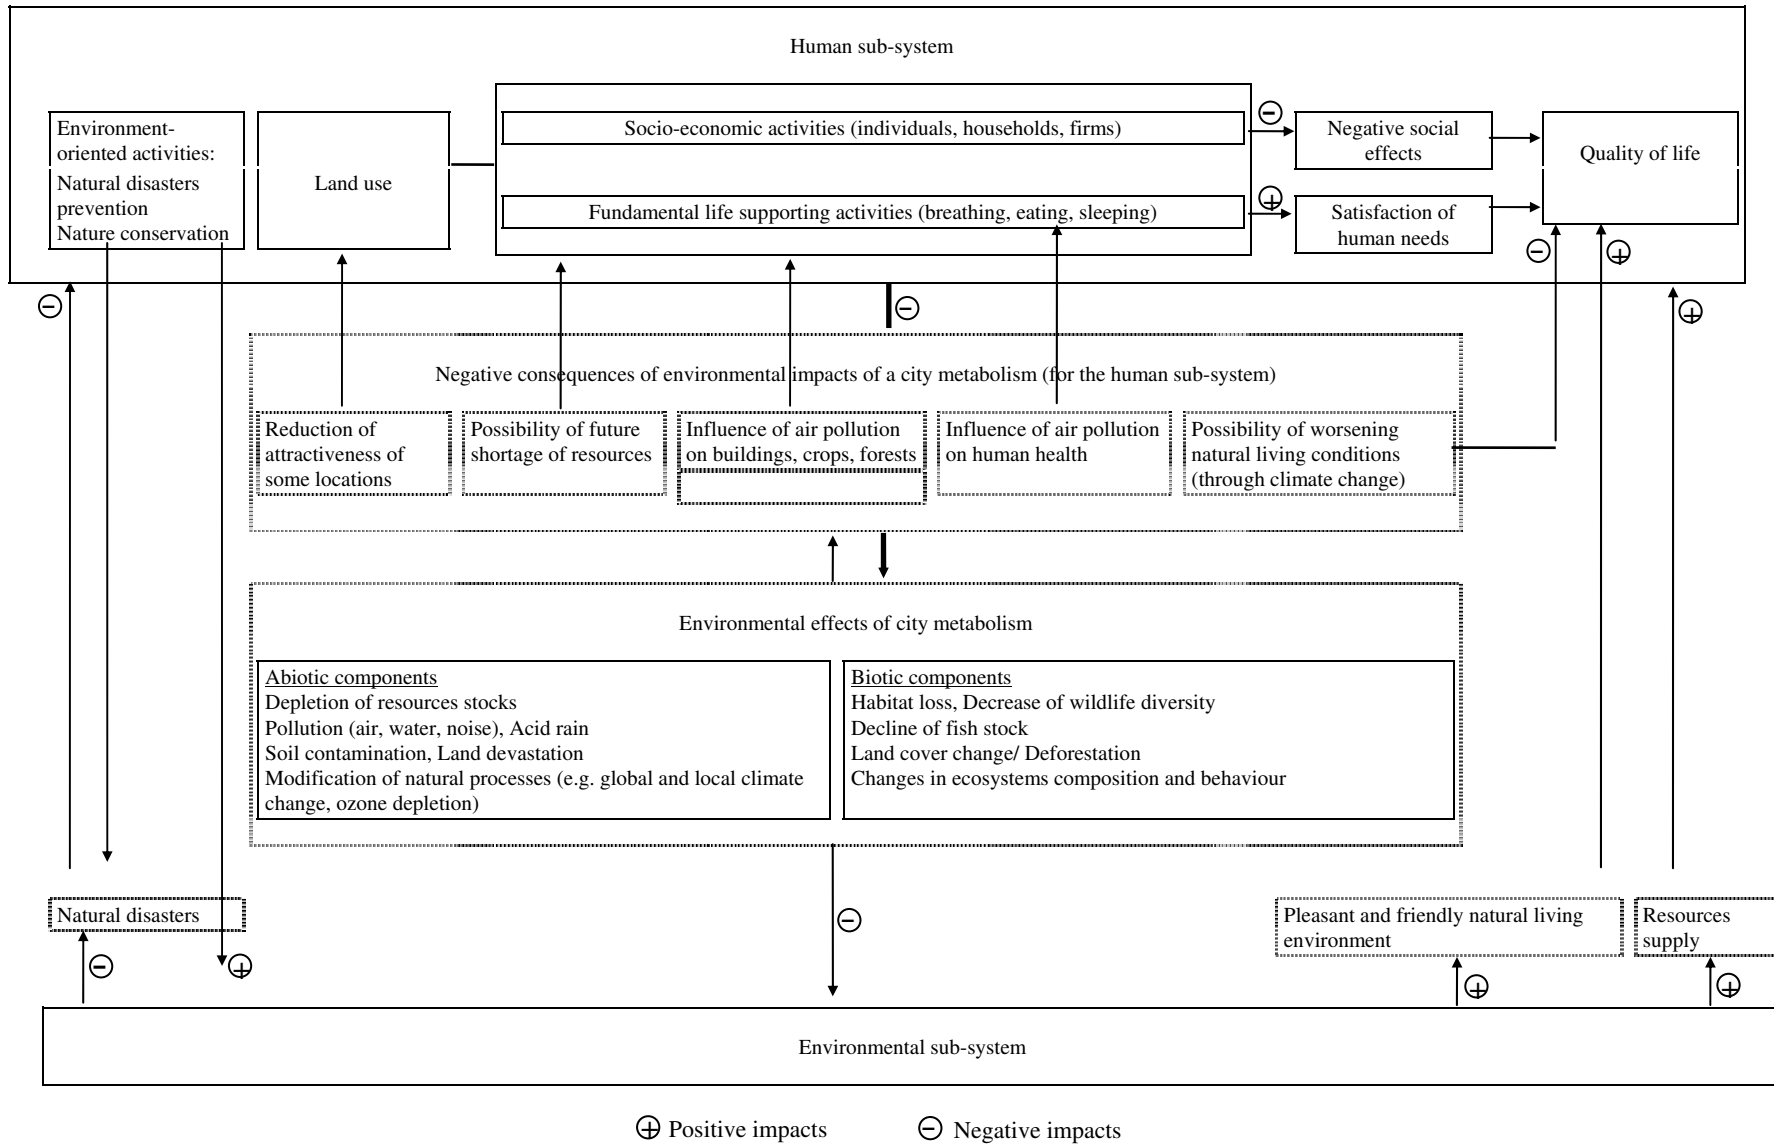 Human sub-system
Environment-
oriented activities:
Natural disasters
prevention
Nature conservation
Land use
Socio-economic activities (individuals, households, firms)
Fundamental life supporting activities (breathing, eating, sleeping)
Negative social
effects
Satisfaction of
human needs
Quality of life
Negative consequences of environmental impacts of a city metabolism (for the human sub-system)
Reduction of
attractiveness of
some locations
Possibility of future
shortage of resources
Influence of air pollution
on buildings, crops, forests
Influence of air pollution
on human health
Possibility of worsening
natural living conditions
(through climate change)
Environmental effects of city metabolism
Abiotic components
Depletion of resources stocks
Pollution (air, water, noise), Acid rain
Soil contamination, Land devastation
Modification of natural processes (e.g. global and local climate
change, ozone depletion)
Biotic components
Habitat loss, Decrease of wildlife diversity
Decline of fish stock
Land cover change/ Deforestation
Changes in ecosystems composition and behaviour
Natural disasters
Pleasant and friendly natural living
environment
Resources
supply
Environmental sub-system
Positive impacts
Negative impacts